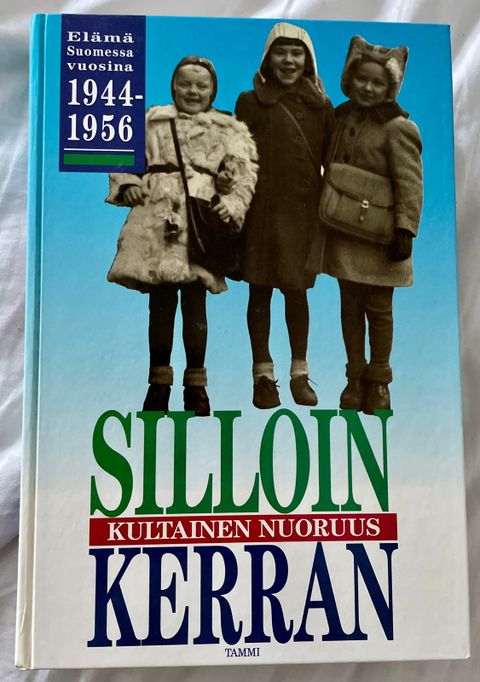 Elämä
Suomessa
vuosina
1944-
1956
SILLOIN
KULTAINEN NUORUUS
KERRAN
TAMMI